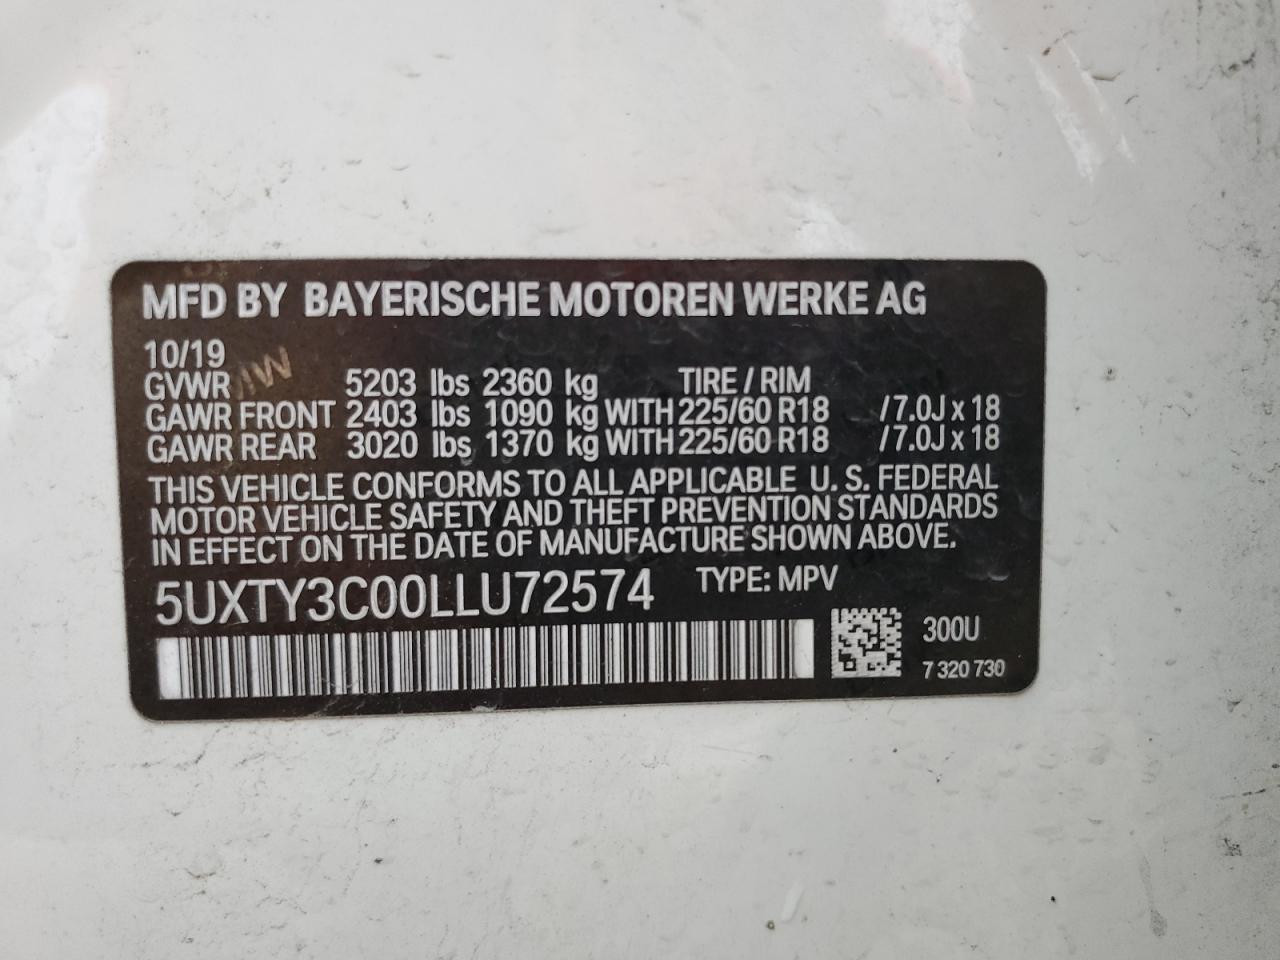 MFD BY BAYERISCHE MOTOREN WERKE AG
10/19
GVWR 5203 lbs 2360 kg TIRE / RIM
GAWR FRONT 2403 lbs 1090 kg WITH 225/60 R18 / 7.0J x 18
GAWR REAR 3020 lbs 1370 kg WITH 225/60 R18 / 7.0J x 18
THIS VEHICLE CONFORMS TO ALL APPLICABLE U. S. FEDERAL
MOTOR VEHICLE SAFETY AND THEFT PREVENTION STANDARDS
IN EFFECT ON THE DATE OF MANUFACTURE SHOWN ABOVE.
5UXTY3C00LLU72574 TYPE: MPV
300U
7 320 730